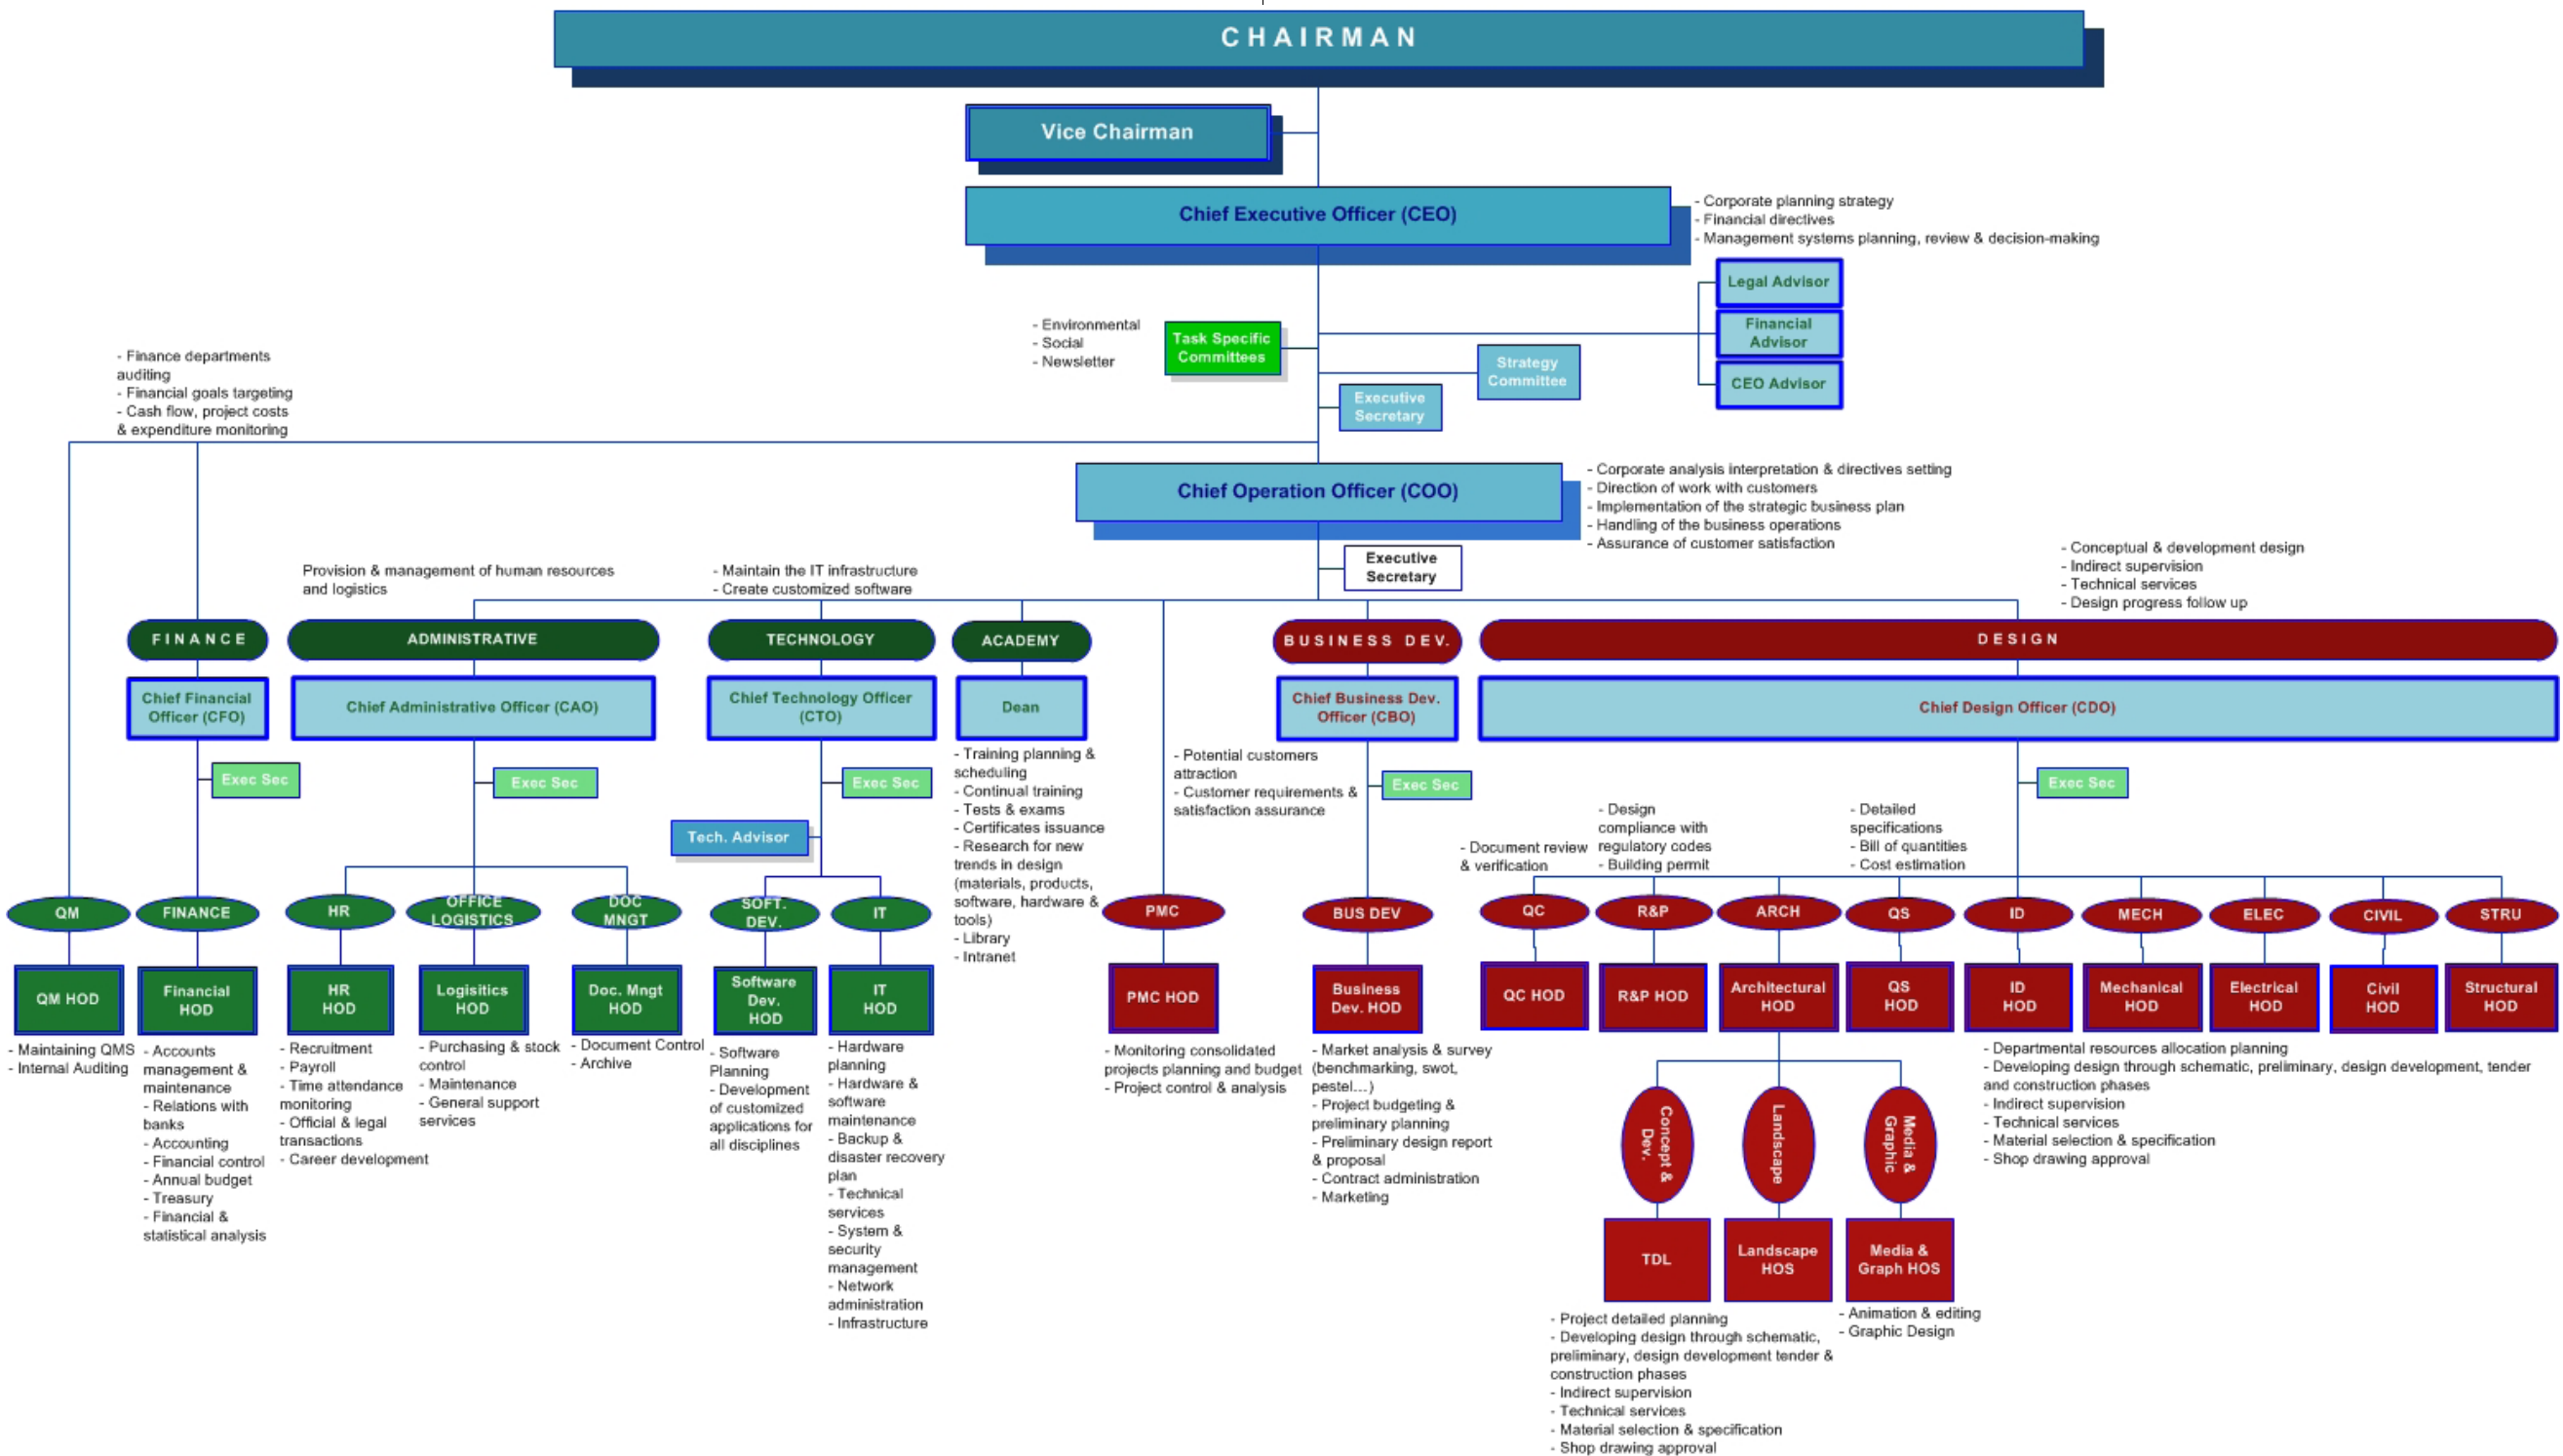 CHAIRMAN
Vice Chairman
Chief Executive Officer (CEO)
- Corporate planning strategy
- Financial directives
- Management systems planning, review & decision-making
Legal Advisor
Financial
Advisor
CEO Advisor
- Environmental
- Social
- Newsletter
Task Specific
Committees
Strategy
Committee
Executive
Secretary
- Finance departments
auditing
- Financial goals targeting
- Cash flow, project costs
& expenditure monitoring
Chief Operation Officer (COO)
- Corporate analysis interpretation & directives setting
- Direction of work with customers
- Implementation of the strategic business plan
- Handling of the business operations
- Assurance of customer satisfaction
Executive
Secretary
Provision & management of human resources
and logistics
- Maintain the IT infrastructure
- Create customized software
- Conceptual & development design
- Indirect supervision
- Technical services
- Design progress follow up
FINANCE
ADMINISTRATIVE
TECHNOLOGY
ACADEMY
BUSINESS DEV.
DESIGN
Chief Financial
Officer (CFO)
Chief Administrative Officer (CAO)
Chief Technology Officer
(CTO)
Dean
Chief Business Dev.
Officer (CBO)
Chief Design Officer (CDO)
Exec Sec
Exec Sec
Exec Sec
Tech. Advisor
- Training planning &
scheduling
- Continual training
- Tests & exams
- Certificates issuance
- Research for new
trends in design
(materials, products,
software, hardware &
tools)
- Library
- Intranet
- Potential customers
attraction
- Customer requirements &
satisfaction assurance
Exec Sec
Exec Sec
- Document review
& verification
- Design
compliance with
regulatory codes
- Building permit
- Detailed
specifications
- Bill of quantities
- Cost estimation
QM
FINANCE
HR
OFFICE
LOGISTICS
DOC
MNGT
SOFT.
DEV.
IT
PMC
BUS DEV
QC
R&P
ARCH
QS
ID
MECH
ELEC
CIVIL
STRU
QM HOD
Financial
HOD
HR
HOD
Logisitics
HOD
Doc. Mngt
HOD
Software
Dev.
HOD
IT
HOD
PMC HOD
Business
Dev. HOD
QC HOD
R&P HOD
Architectural
HOD
QS
HOD
ID
HOD
Mechanical
HOD
Electrical
HOD
Civil
HOD
Structural
HOD
- Maintaining QMS
- Internal Auditing
- Accounts
management &
maintenance
- Relations with
banks
- Accounting
- Financial control
- Annual budget
- Treasury
- Financial &
statistical analysis
- Recruitment
- Payroll
- Time attendance
monitoring
- Official & legal
transactions
- Career development
- Purchasing & stock
control
- Maintenance
- General support
services
- Document Control
- Archive
- Software
Planning
- Development
of customized
applications for
all disciplines
- Hardware
planning
- Hardware &
software
maintenance
- Backup &
disaster recovery
plan
- Technical
services
- System &
security
management
- Network
administration
- Infrastructure
- Monitoring consolidated
projects planning and budget
- Project control & analysis
- Market analysis & survey
(benchmarking, swot,
pestel...)
- Project budgeting &
preliminary planning
- Preliminary design report
& proposal
- Contract administration
- Marketing
- Departmental resources allocation planning
- Developing design through schematic, preliminary, design development, tender
and construction phases
- Indirect supervision
- Technical services
- Material selection & specification
- Shop drawing approval
Concept &
Dev.
Landscape
Media &
Graphic
TDL
Landscape
HOS
Media &
Graph HOS
- Project detailed planning
- Developing design through schematic,
preliminary, design development tender &
construction phases
- Indirect supervision
- Technical services
- Material selection & specification
- Shop drawing approval
- Animation & editing
- Graphic Design